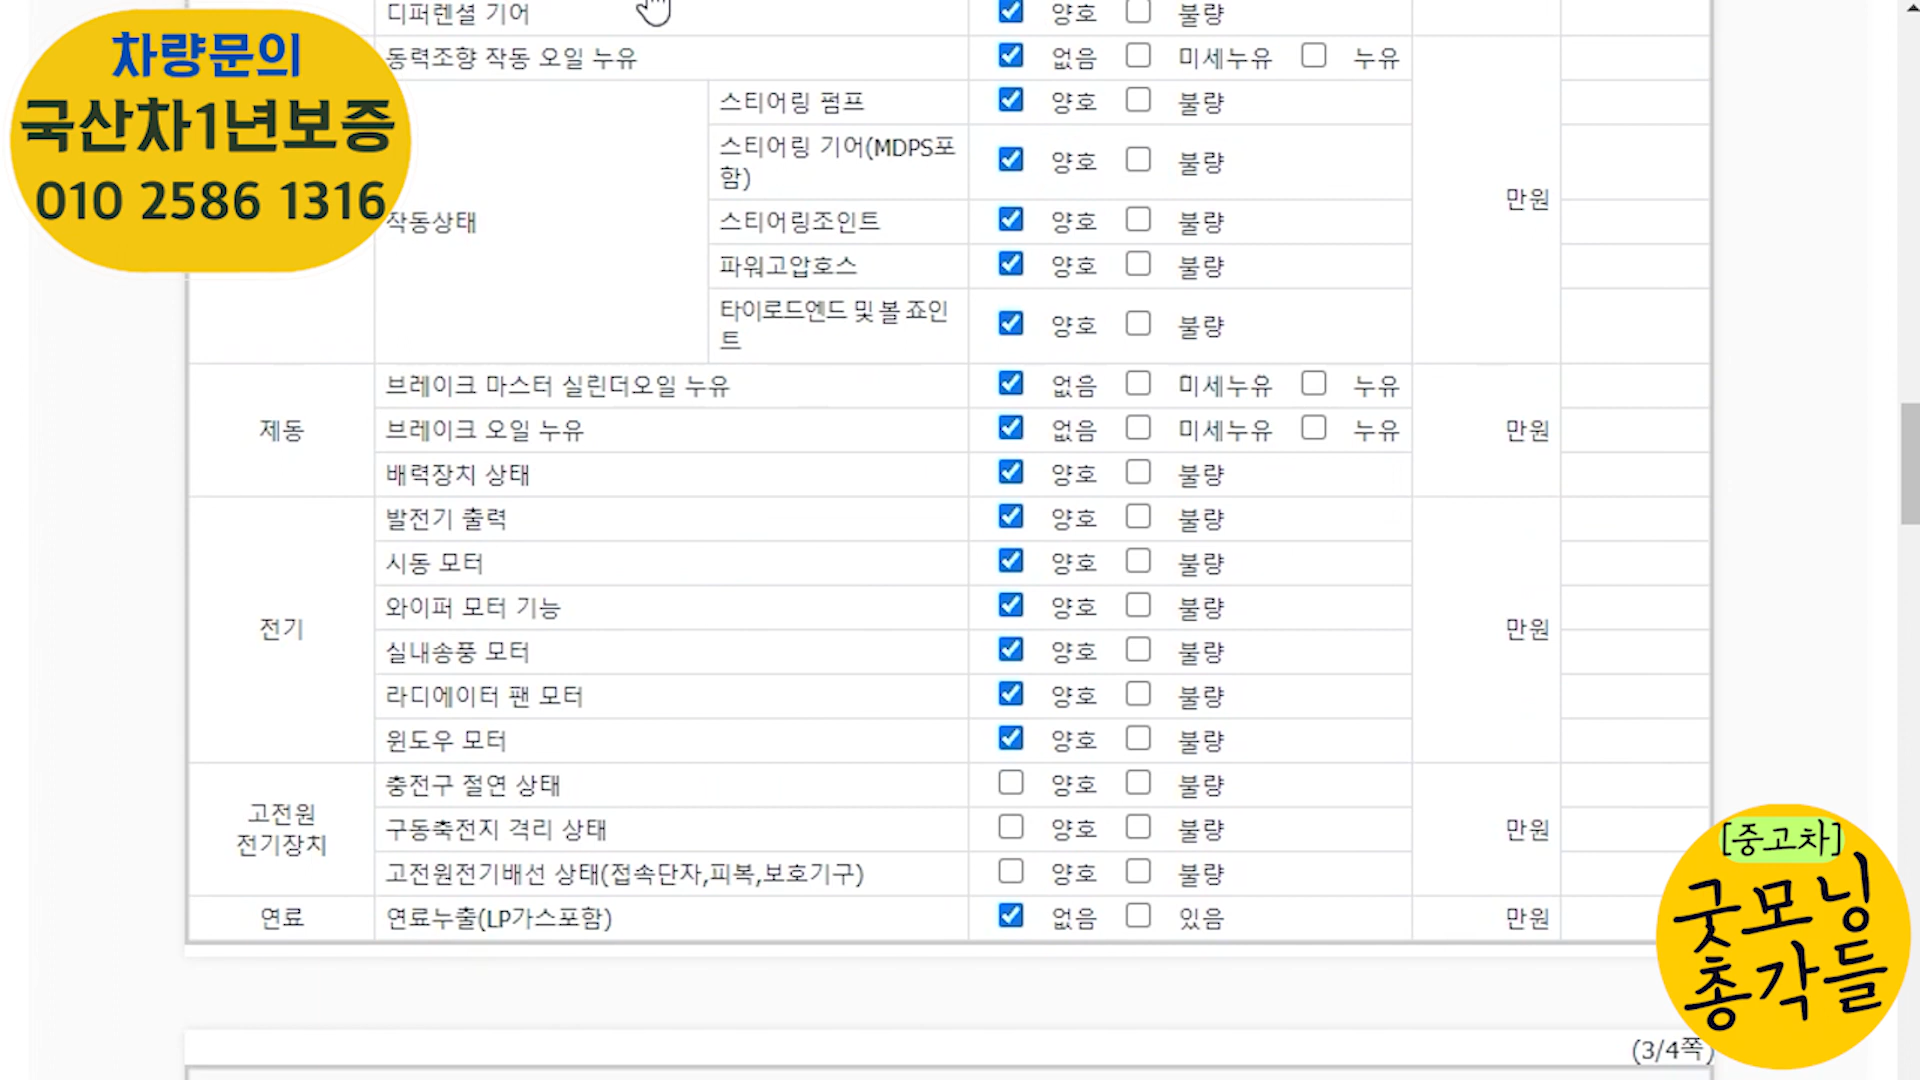 차량문의
국산차1년보증
010 2586 1316
디퍼렌셜 기어 양호 불량
동력조향 작동 오일 누유 없음 미세누유 누유
작동상태
스티어링 펌프 양호 불량
스티어링 기어(MDPS포
함) 양호 불량
스티어링조인트 양호 불량
파워고압호스 양호 불량
타이로드엔드 및 볼 죠인
트 양호 불량
만원
제동
브레이크 마스터 실린더오일 누유 없음 미세누유 누유
브레이크 오일 누유 없음 미세누유 누유
배력장치 상태 양호 불량
만원
전기
발전기 출력 양호 불량
시동 모터 양호 불량
와이퍼 모터 기능 양호 불량
실내송풍 모터 양호 불량
라디에이터 팬 모터 양호 불량
윈도우 모터 양호 불량
만원
고전원
전기장치
충전구 절연 상태 양호 불량
구동축전지 격리 상태 양호 불량
고전원전기배선 상태(접속단자,피복,보호기구) 양호 불량
만원
연료 연료누출(LP가스포함) 없음 있음 만원
[중고차]
굿모닝
총각들
(3/4쪽)